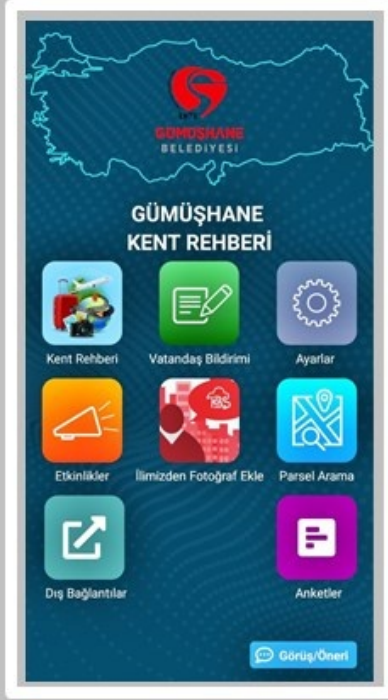 GÜMÜŞHANE
BELEDİYESİ
GÜMÜŞHANE
KENT REHBERİ
Kent Rehberi
Vatandaş Bildirimi
Ayarlar
Etkinlikler
İlimizden Fotoğraf Ekle
Parsel Arama
Dış Bağlantılar
Anketler
Görüş/Öneri